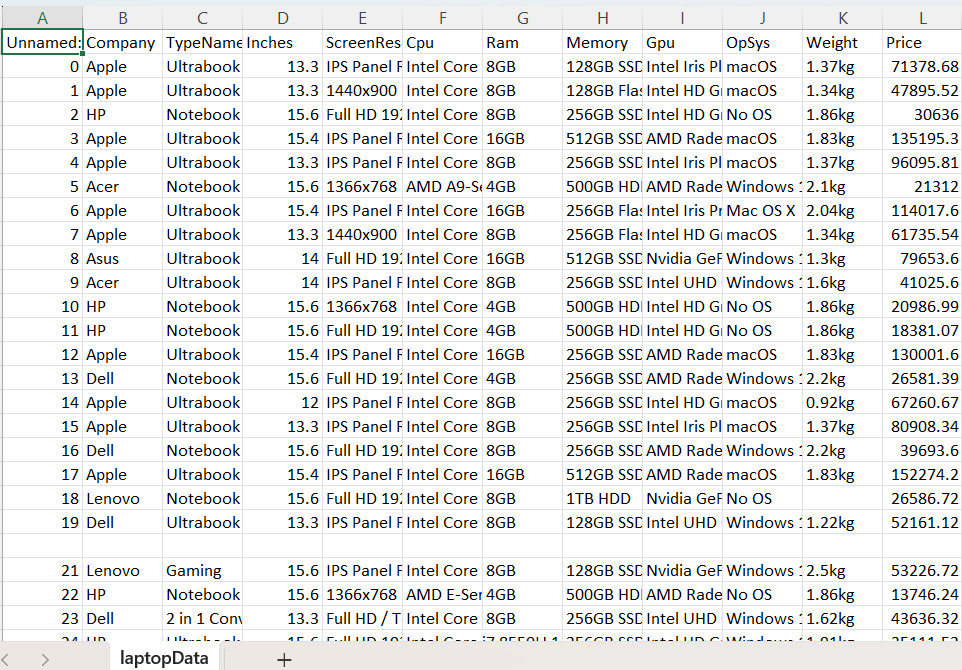 A B C D E F G H I J K L
Unnamed: Company TypeName Inches ScreenRes Cpu Ram Memory Gpu OpSys Weight Price
0 Apple Ultrabook 13.3 IPS Panel R Intel Core 8GB 128GB SSD Intel Iris Pl macOS 1.37kg 71378.68
1 Apple Ultrabook 13.3 1440x900 Intel Core 8GB 128GB Flas Intel HD Gr macOS 1.34kg 47895.52
2 HP Notebook 15.6 Full HD 192 Intel Core 8GB 256GB SSD Intel HD Gr No OS 1.86kg 30636
3 Apple Ultrabook 15.4 IPS Panel R Intel Core 16GB 512GB SSD AMD Rade macOS 1.83kg 135195.3
4 Apple Ultrabook 13.3 IPS Panel R Intel Core 8GB 256GB SSD Intel Iris Pl macOS 1.37kg 96095.81
5 Acer Notebook 15.6 1366x768 AMD A9-Se 4GB 500GB HDD AMD Rade Windows 1 2.1kg 21312
6 Apple Ultrabook 15.4 IPS Panel R Intel Core 16GB 256GB Flas Intel Iris Pr Mac OS X 2.04kg 114017.6
7 Apple Ultrabook 13.3 1440x900 Intel Core 8GB 256GB Flas Intel HD Gr macOS 1.34kg 61735.54
8 Asus Ultrabook 14 Full HD 192 Intel Core 16GB 512GB SSD Nvidia GeF Windows 1 1.3kg 79653.6
9 Acer Ultrabook 14 IPS Panel F Intel Core 8GB 256GB SSD Intel UHD Windows 1 1.6kg 41025.6
10 HP Notebook 15.6 1366x768 Intel Core 4GB 500GB HDD Intel HD Gr No OS 1.86kg 20986.99
11 HP Notebook 15.6 Full HD 192 Intel Core 4GB 500GB HDD Intel HD Gr No OS 1.86kg 18381.07
12 Apple Ultrabook 15.4 IPS Panel R Intel Core 16GB 256GB SSD AMD Rade macOS 1.83kg 130001.6
13 Dell Notebook 15.6 Full HD 192 Intel Core 4GB 256GB SSD AMD Rade Windows 1 2.2kg 26581.39
14 Apple Ultrabook 12 IPS Panel R Intel Core 8GB 256GB SSD Intel HD Gr macOS 0.92kg 67260.67
15 Apple Ultrabook 13.3 IPS Panel R Intel Core 8GB 256GB SSD Intel Iris Pl macOS 1.37kg 80908.34
16 Dell Notebook 15.6 Full HD 192 Intel Core 8GB 256GB SSD AMD Rade Windows 1 2.2kg 39693.6
17 Apple Ultrabook 15.4 IPS Panel R Intel Core 16GB 512GB SSD AMD Rade macOS 1.83kg 152274.2
18 Lenovo Notebook 15.6 Full HD 192 Intel Core 8GB 1TB HDD Nvidia GeF No OS 26586.72
19 Dell Ultrabook 13.3 IPS Panel F Intel Core 8GB 128GB SSD Intel UHD Windows 1 1.22kg 52161.12
21 Lenovo Gaming 15.6 IPS Panel F Intel Core 8GB 128GB SSD Nvidia GeF Windows 1 2.5kg 53226.72
22 HP Notebook 15.6 1366x768 AMD E-Ser 4GB 500GB HDD AMD Rade No OS 1.86kg 13746.24
23 Dell 2 in 1 Conv 15.6 Full HD / T Intel Core 8GB 256GB SSD Intel UHD Windows 1 1.62kg 43636.32
laptopData